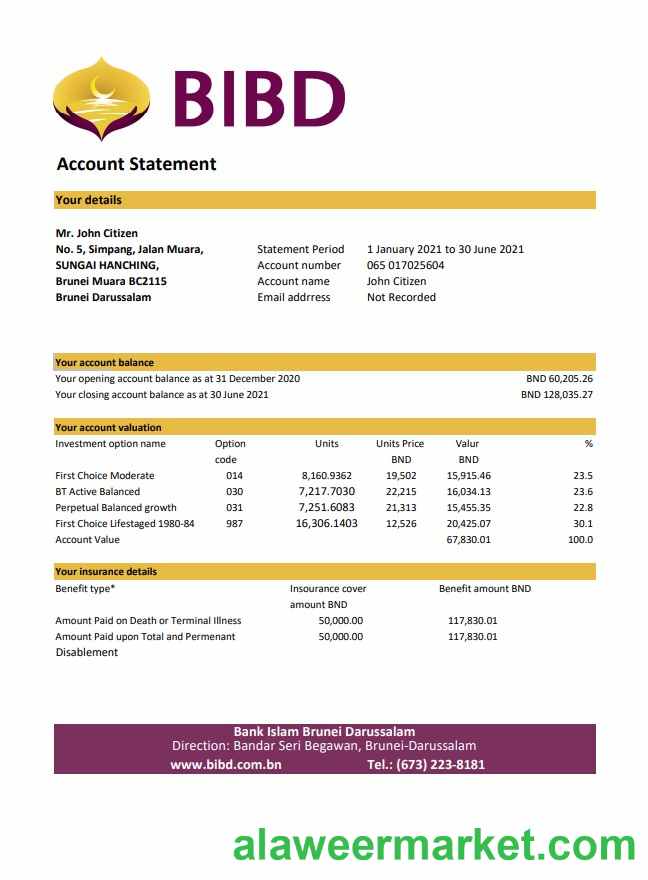 BIBD
Account Statement
Your details
Mr. John Citizen
No. 5, Simpang, Jalan Muara, Statement Period 1 January 2021 to 30 June 2021
SUNGAI HANCHING, Account number 065 017025604
Brunei Muara BC2115 Account name John Citizen
Brunei Darussalam Email addrress Not Recorded
Your account balance
Your opening account balance as at 31 December 2020 BND 60,205.26
Your closing account balance as at 30 June 2021 BND 128,035.27
Your account valuation
Investment option name Option Units Units Price Valur %
code BND BND
First Choice Moderate 014 8,160.9362 19,502 15,915.46 23.5
BT Active Balanced 030 7,217.7030 22,215 16,034.13 23.6
Perpetual Balanced growth 031 7,251.6083 21,313 15,455.35 22.8
First Choice Lifestaged 1980-84 987 16,306.1403 12,526 20,425.07 30.1
Account Value 67,830.01 100.0
Your insurance details
Benefit type* Insourance cover Benefit amount BND
amount BND
Amount Paid on Death or Terminal Illness 50,000.00 117,830.01
Amount Paid upon Total and Permenant 50,000.00 117,830.01
Disablement
Bank Islam Brunei Darussalam
Direction: Bandar Seri Begawan, Brunei-Darussalam
www.bibd.com.bn Tel.: (673) 223-8181
alaweermarket.com